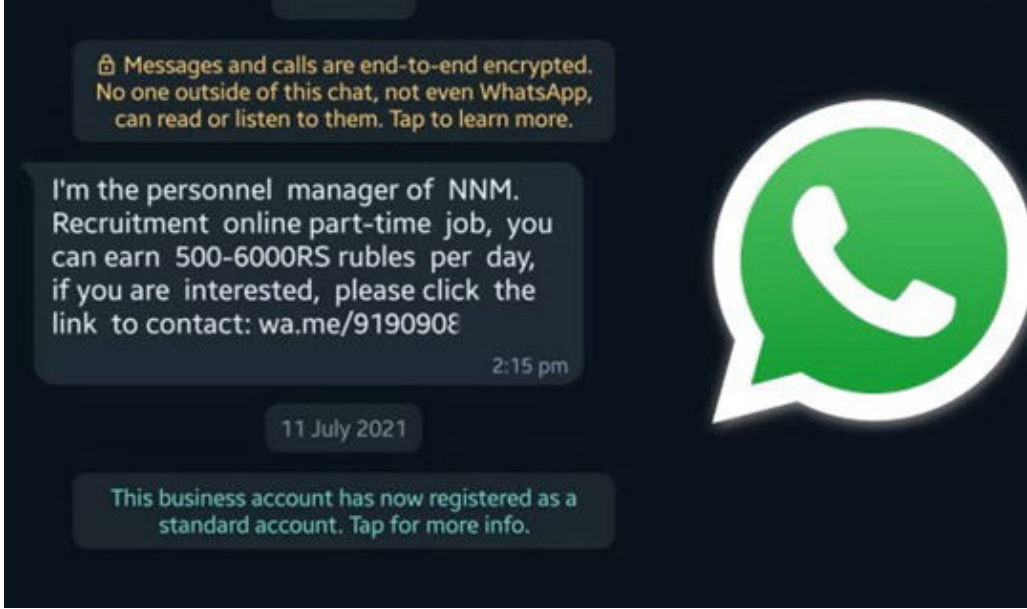 Messages and calls are end-to-end encrypted.
No one outside of this chat, not even WhatsApp,
can read or listen to them. Tap to learn more.
I'm the personnel manager of NNM.
Recruitment online part-time job, you
can earn 500-6000RS rubles per day,
if you are interested, please click the
link to contact: wa.me/9190908
2:15 pm
11 July 2021
This business account has now registered as a
standard account. Tap for more info.